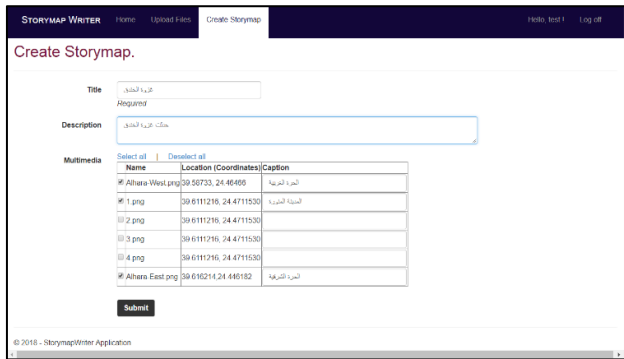 STORYMAP WRITER Home Upload Files Create Storymap Hello, test ! Log off
Create Storymap.
Title غزوة الخندق
Required
Description غزوة الخندق
Multimedia Select all | Deselect all
Name Location (Coordinates) Caption
Alhara-West.png 39.58733, 24.46466 الحرة الغربية
1.png 39.6111216, 24.4711530 المدينة المنورة
2.png 39.6111216, 24.4711530
3.png 39.6111216, 24.4711530
4.png 39.6111216, 24.4711530
Alhara East.png 39.616214,24.446182 الحرة الشرقية
Submit
© 2018 - StorymapWriter Application